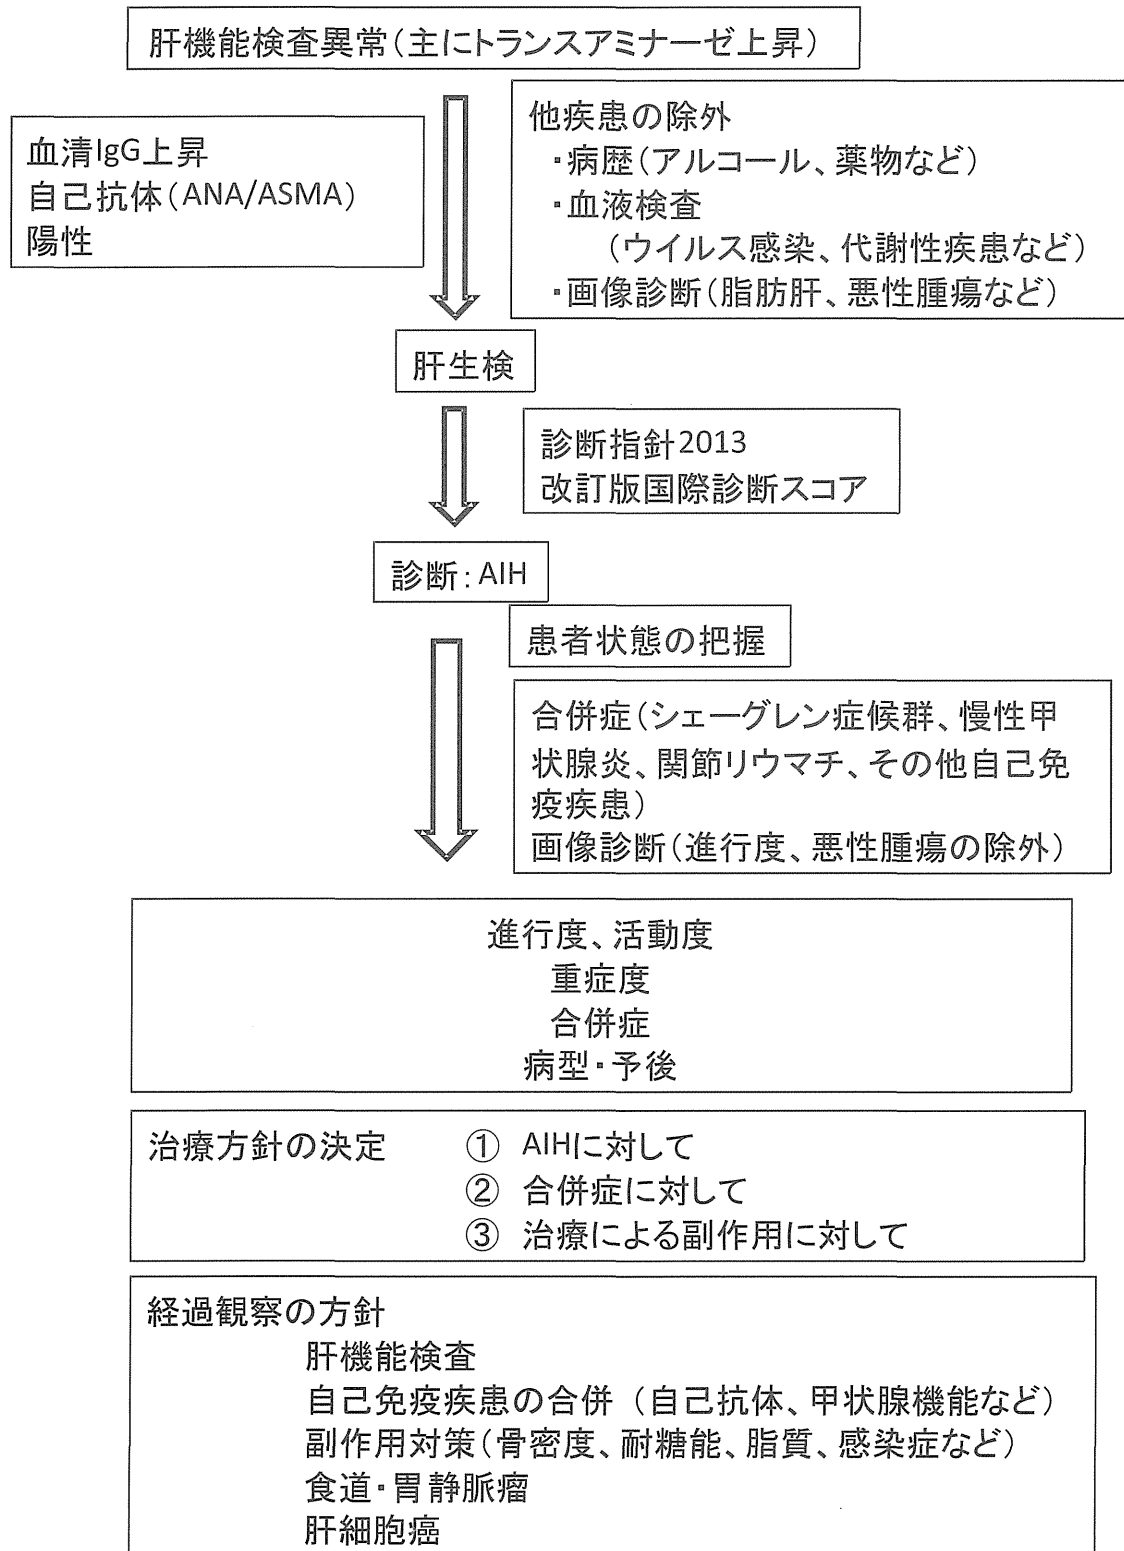 肝機能検査異常(主にトランスアミナーゼ上昇)
血清IgG上昇
自己抗体(ANA/ASMA)
陽性
他疾患の除外
・病歴(アルコール、薬物など)
・血液検査
(ウイルス感染、代謝性疾患など)
・画像診断(脂肪肝、悪性腫瘍など)
肝生検
診断指針2013
改訂版国際診断スコア
診断:AIH
患者状態の把握
合併症(シェーグレン症候群、慢性甲
状腺炎、関節リウマチ、その他自己免
疫疾患)
画像診断(進行度、悪性腫瘍の除外)
進行度、活動度
重症度
合併症
病型・予後
治療方針の決定 ① AIHに対して
② 合併症に対して
③ 治療による副作用に対して
経過観察の方針
肝機能検査
自己免疫疾患の合併 (自己抗体、甲状腺機能など)
副作用対策(骨密度、耐糖能、脂質、感染症など)
食道・胃静脈瘤
肝細胞癌